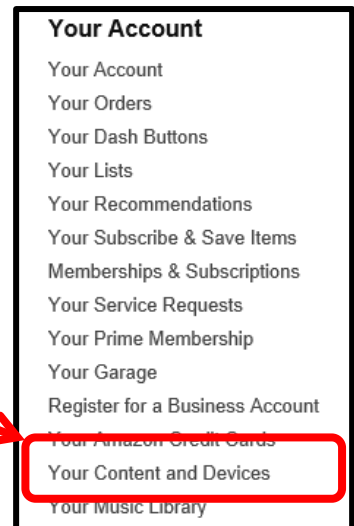 Your Account
Your Account
Your Orders
Your Dash Buttons
Your Lists
Your Recommendations
Your Subscribe & Save Items
Memberships & Subscriptions
Your Service Requests
Your Prime Membership
Your Garage
Register for a Business Account
Your Amazon Credit Cards
Your Content and Devices
Your Music Library